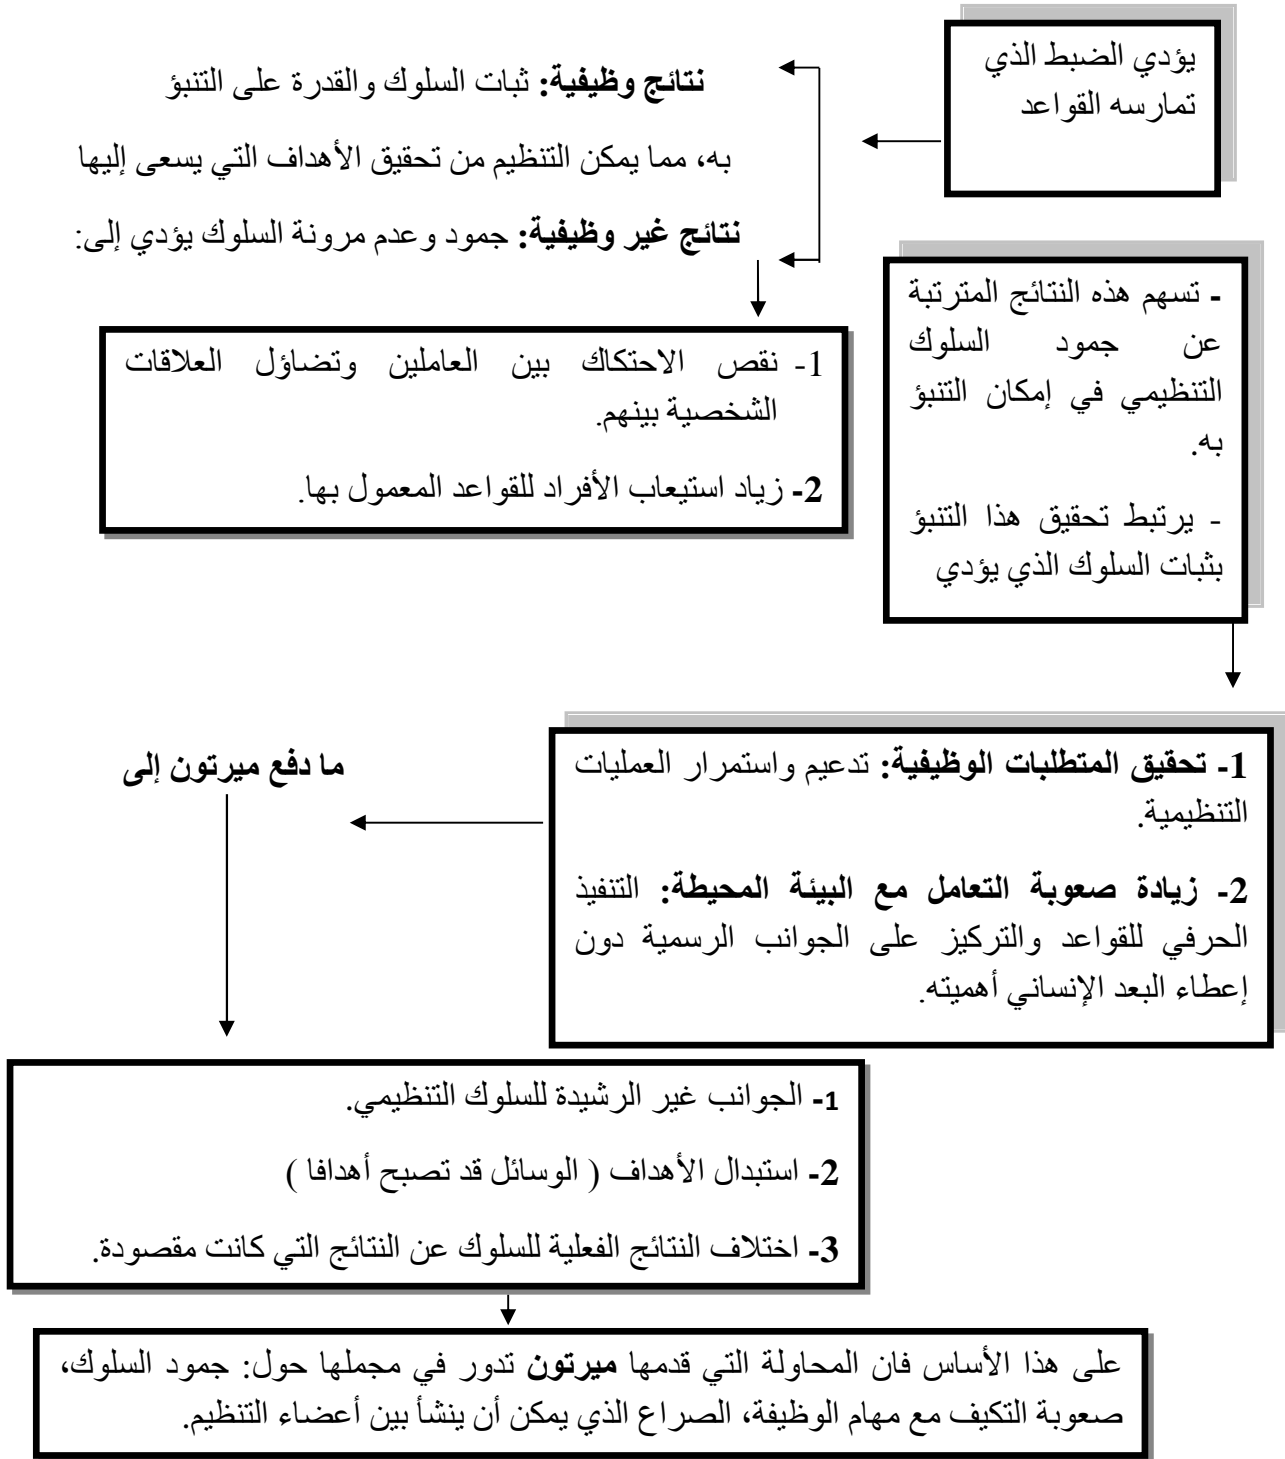 يؤدي الضبط الذي
تمارسه القواعد
نتائج وظيفية: ثبات السلوك والقدرة على التنبؤ
به، مما يمكن التنظيم من تحقيق الأهداف التي يسعى إليها
نتائج غير وظيفية: جمود وعدم مرونة السلوك يؤدي إلى:
1- نقص الاحتكاك بين العاملين وتضاؤل العلاقات
الشخصية بينهم.
2- زياد استيعاب الأفراد للقواعد المعمول بها.
- تسهم هذه النتائج المترتبة
عن جمود السلوك
التنظيمي في إمكان التنبؤ
به.
- يرتبط تحقيق هذا التنبؤ
بثبات السلوك الذي يؤدي
1- تحقيق المتطلبات الوظيفية: تدعيم واستمرار العمليات
التنظيمية.
2- زيادة صعوبة التعامل مع البيئة المحيطة: التنفيذ
الحرفي للقواعد والتركيز على الجوانب الرسمية دون
إعطاء البعد الإنساني أهميته.
ما دفع ميرتون إلى
1- الجوانب غير الرشيدة للسلوك التنظيمي.
2- استبدال الأهداف ( الوسائل قد تصبح أهدافا )
3- اختلاف النتائج الفعلية للسلوك عن النتائج التي كانت مقصودة.
على هذا الأساس فان المحاولة التي قدمها ميرتون تدور في مجملها حول: جمود السلوك،
صعوبة التكيف مع مهام الوظيفة، الصراع الذي يمكن أن ينشأ بين أعضاء التنظيم.